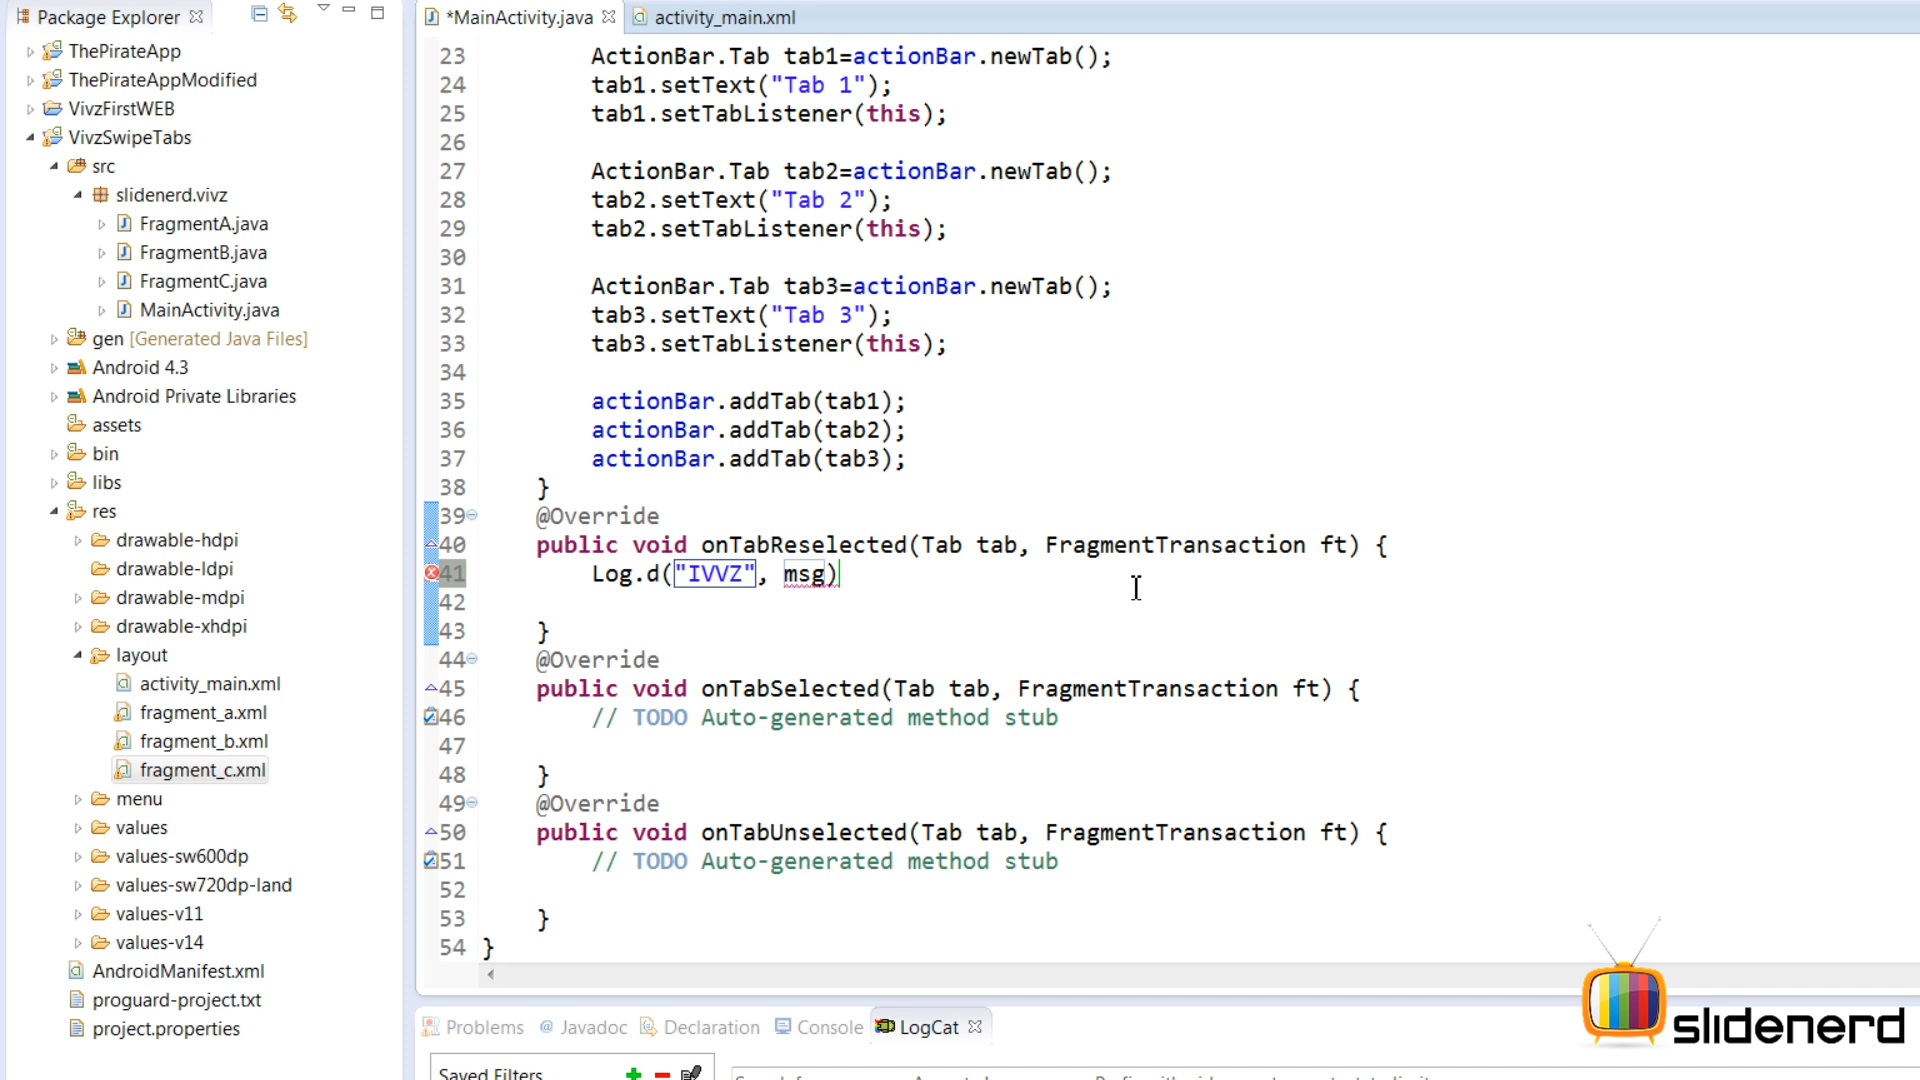 Package Explorer
ThePirateApp
ThePirateAppModified
VivzFirstWEB
VivzSwipeTabs
src
slidenerd.vivz
FragmentA.java
FragmentB.java
FragmentC.java
MainActivity.java
gen [Generated Java Files]
Android 4.3
Android Private Libraries
assets
bin
libs
res
drawable-hdpi
drawable-ldpi
drawable-mdpi
drawable-xhdpi
layout
activity_main.xml
fragment_a.xml
fragment_b.xml
fragment_c.xml
menu
values
values-sw600dp
values-sw720dp-land
values-v11
values-v14
AndroidManifest.xml
proguard-project.txt
project.properties
*MainActivity.java
activity_main.xml
23 ActionBar.Tab tab1=actionBar.newTab();
24 tab1.setText("Tab 1");
25 tab1.setTabListener(this);
26
27 ActionBar.Tab tab2=actionBar.newTab();
28 tab2.setText("Tab 2");
29 tab2.setTabListener(this);
30
31 ActionBar.Tab tab3=actionBar.newTab();
32 tab3.setText("Tab 3");
33 tab3.setTabListener(this);
34
35 actionBar.addTab(tab1);
36 actionBar.addTab(tab2);
37 actionBar.addTab(tab3);
38 }
39 @Override
40 public void onTabReselected(Tab tab, FragmentTransaction ft) {
41 Log.d("IVVZ", msg)
42
43 }
44 @Override
45 public void onTabSelected(Tab tab, FragmentTransaction ft) {
46 // TODO Auto-generated method stub
47
48 }
49 @Override
50 public void onTabUnselected(Tab tab, FragmentTransaction ft) {
51 // TODO Auto-generated method stub
52
53 }
54 }
Problems @ Javadoc Declaration Console LogCat
Saved Filters
slidenerd